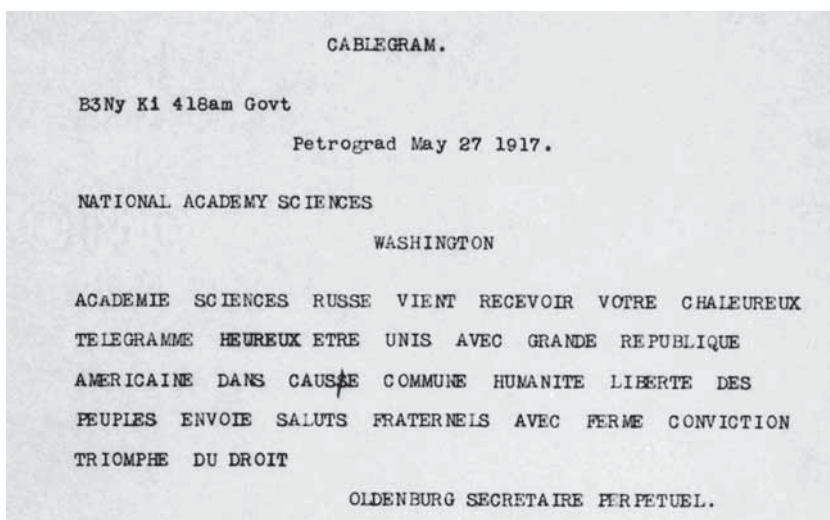 CABLEGRAM.
B3Ny K1 418am Govt
Petrograd May 27 1917.
NATIONAL ACADEMY SCIENCES
WASHINGTON
ACADEMIE SCIENCES RUSSE VIENT RECEVOIR VOTRE CHALEUREUX
TELEGRAMME HEUREUX ETRE UNIS AVEC GRANDE REPUBLIQUE
AMERICAINE DANS CAUSSE COMMUNE HUMANITE LIBERTE DES
PEUPLES ENVOIE SALUTS FRATERNELS AVEC FERME CONVICTION
TRIOMPHE DU DROIT
OLDENBURG SECRETAIRE PERPETUEL.